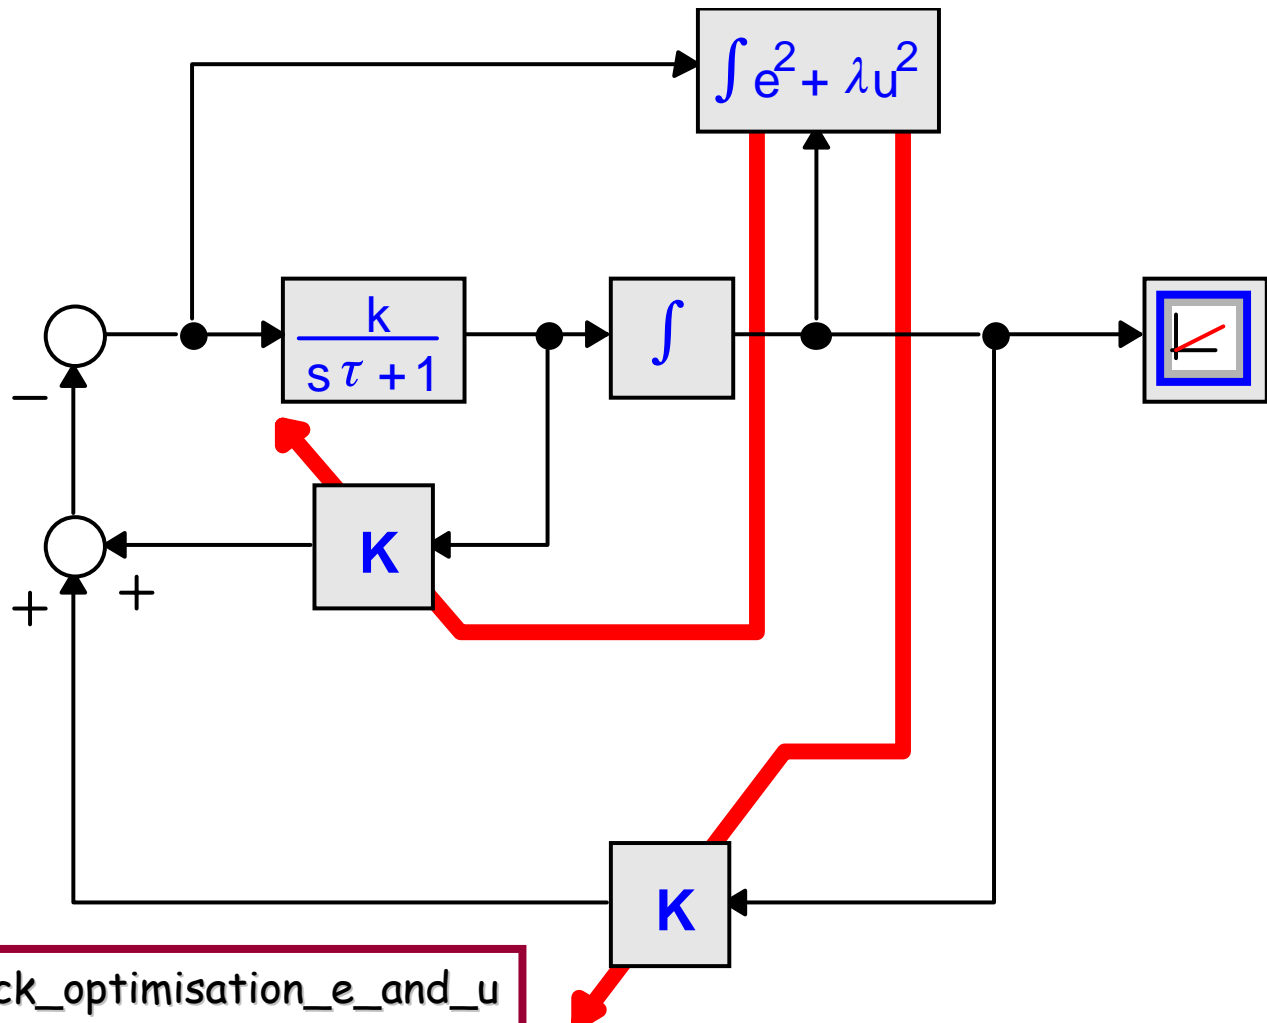 ∫ e² + λu²
k
sτ + 1
∫
−
K
+
+
K
ck_optimisation_e_and_u